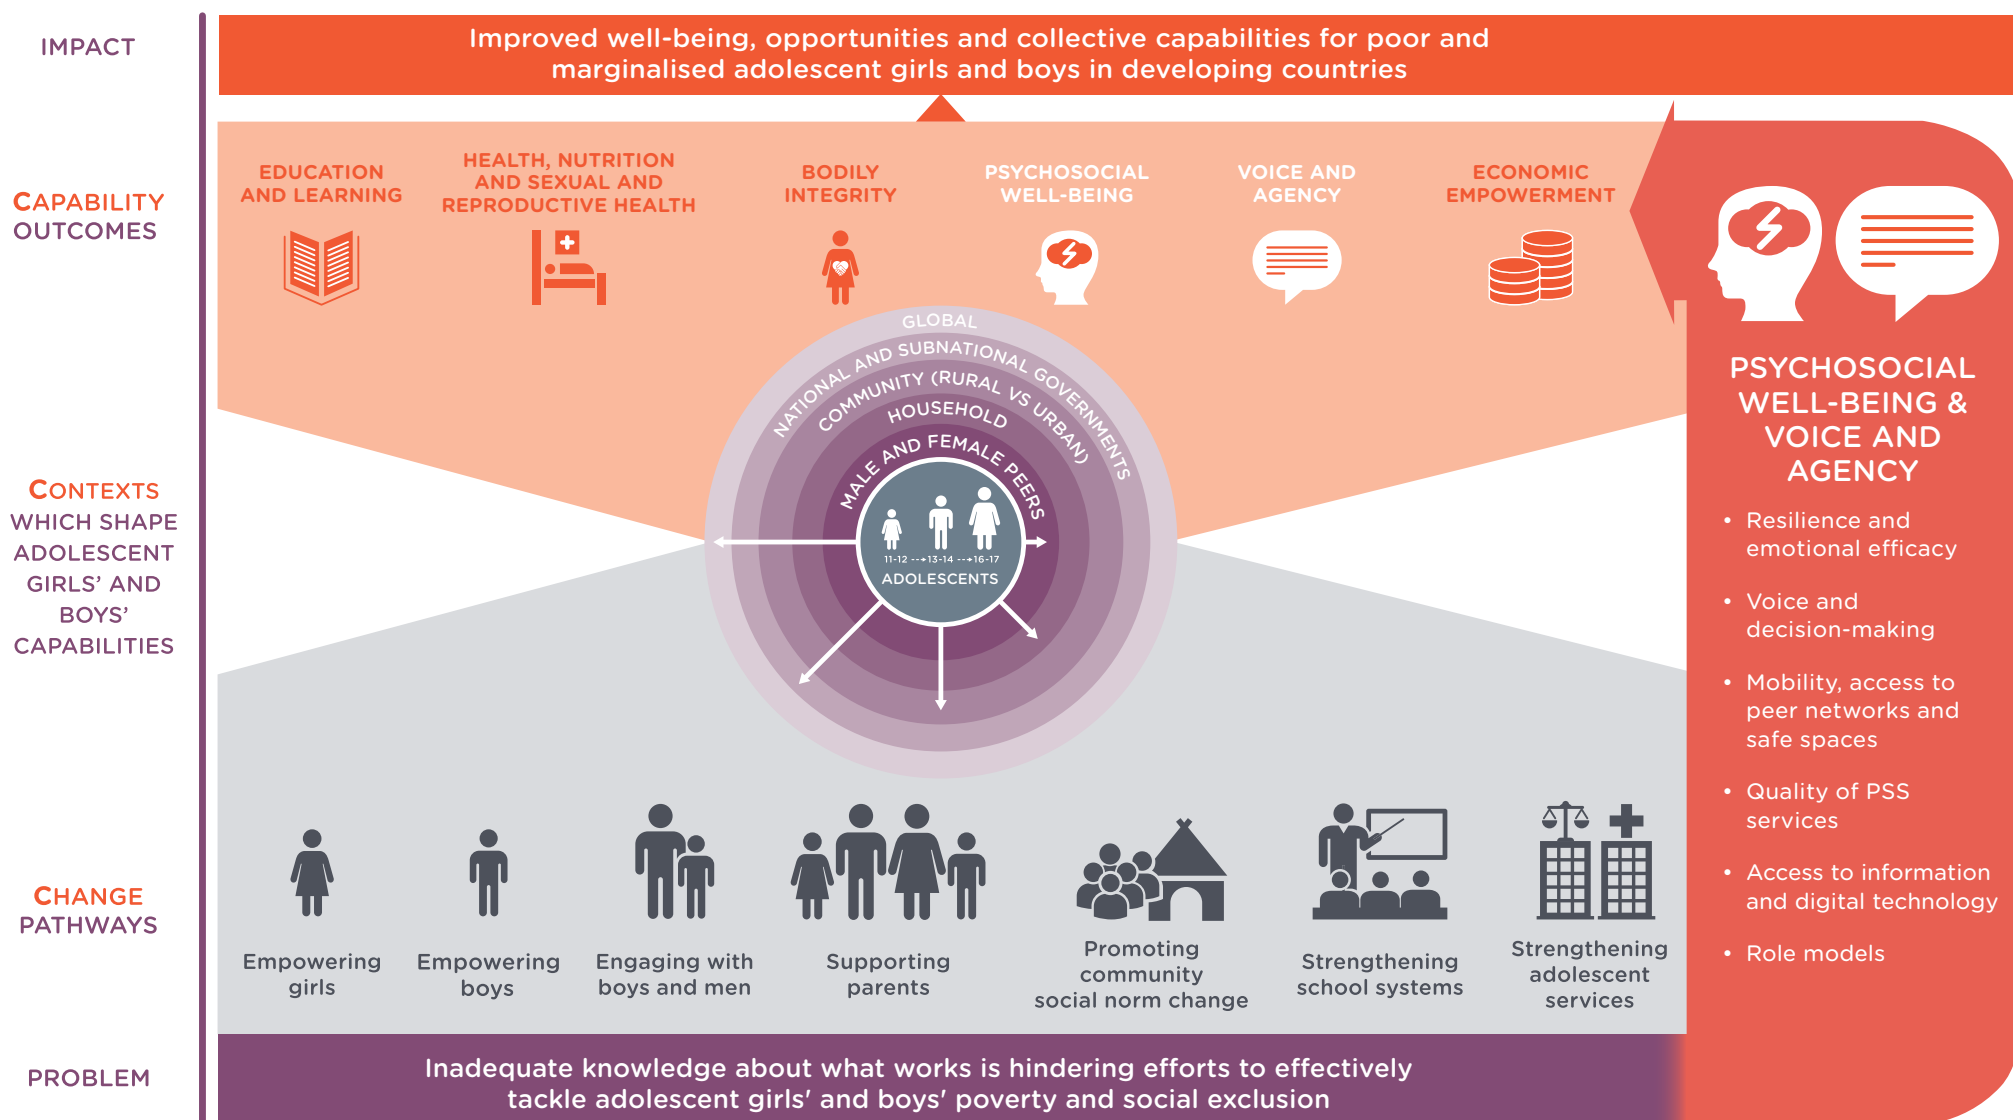 IMPACT
Improved well-being, opportunities and collective capabilities for poor and
marginalised adolescent girls and boys in developing countries
CAPABILITY
OUTCOMES
EDUCATION
AND LEARNING
HEALTH, NUTRITION
AND SEXUAL AND
REPRODUCTIVE HEALTH
BODILY
INTEGRITY
PSYCHOSOCIAL
WELL-BEING
VOICE AND
AGENCY
ECONOMIC
EMPOWERMENT
CONTEXTS
WHICH SHAPE
ADOLESCENT
GIRLS’ AND
BOYS’
CAPABILITIES
GLOBAL
NATIONAL AND SUBNATIONAL GOVERNMENTS
COMMUNITY (RURAL VS URBAN)
HOUSEHOLD
MALE AND FEMALE PEERS
11-12 --→13-14 --→16-17
ADOLESCENTS
CHANGE
PATHWAYS
Empowering
girls
Empowering
boys
Engaging with
boys and men
Supporting
parents
Promoting
community
social norm change
Strengthening
school systems
Strengthening
adolescent
services
PROBLEM
Inadequate knowledge about what works is hindering efforts to effectively
tackle adolescent girls' and boys' poverty and social exclusion
PSYCHOSOCIAL
WELL-BEING &
VOICE AND
AGENCY
• Resilience and
emotional efficacy
• Voice and
decision-making
• Mobility, access to
peer networks and
safe spaces
• Quality of PSS
services
• Access to information
and digital technology
• Role models